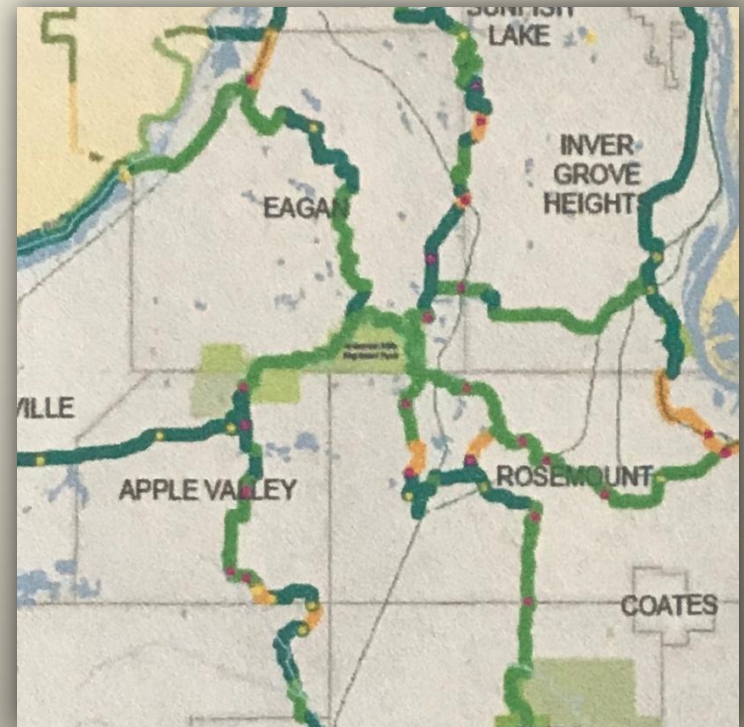 SUNFISH
LAKE
INVER
GROVE
HEIGHTS
EAGAN
VILLE
APPLE VALLEY
ROSEMOUNT
COATES